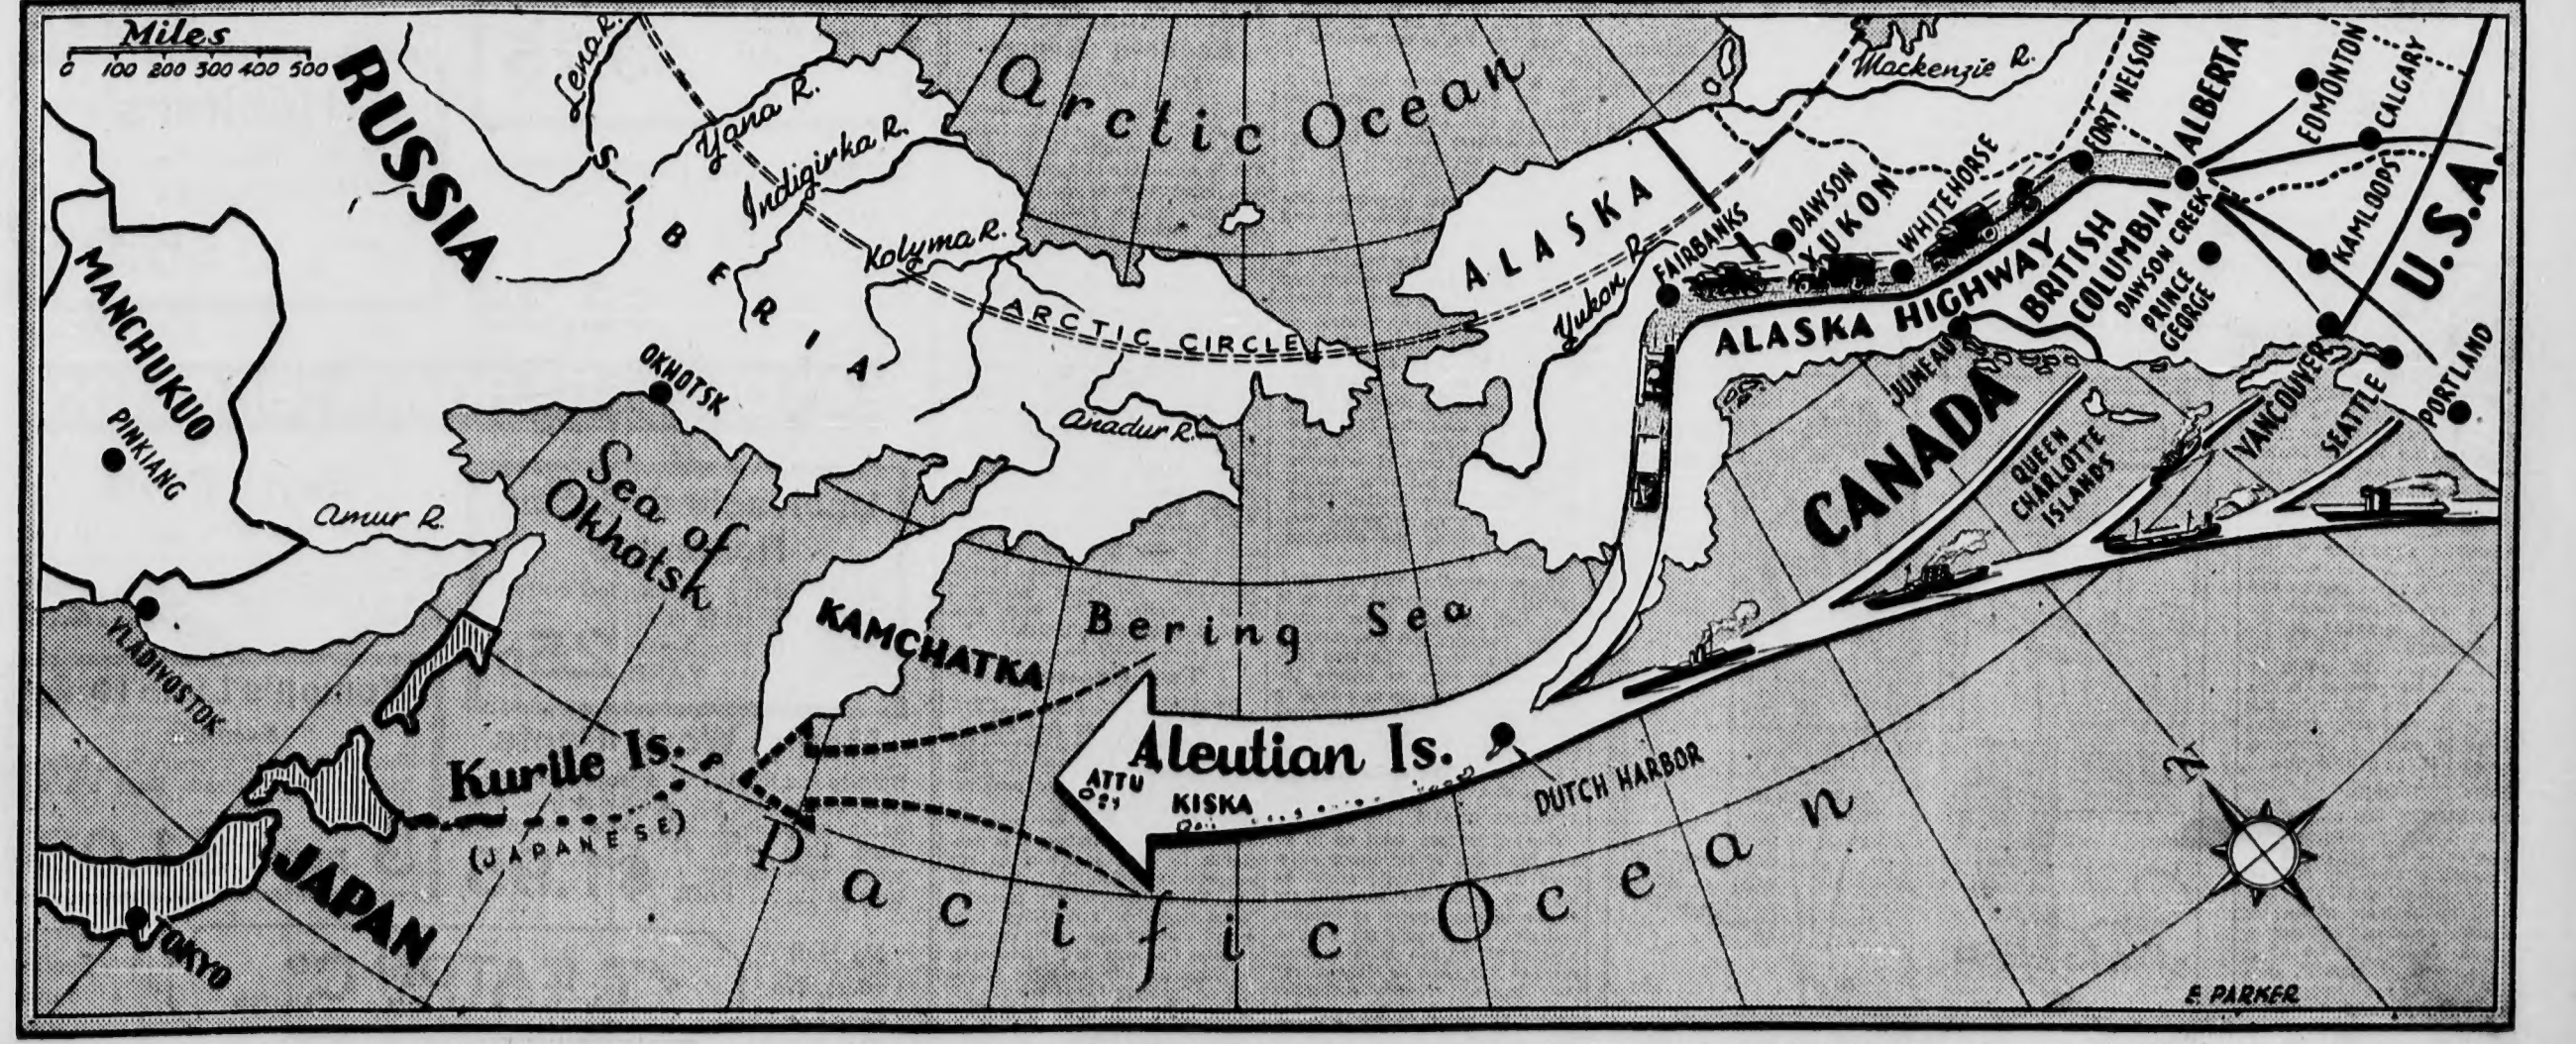 Miles
0 100 200 300 400 500
RUSSIA
Lena R.
Yana R.
Indigirka R.
Kolyma R.
SIBERIA
Arctic Ocean
ARCTIC CIRCLE
MANCHUKUO
PINKIANG
Amur R.
VLADIVOSTOK
OKHOTSK
Sea of
Okhotsk
Anadur R.
KAMCHATKA
Bering Sea
ALASKA
Yukon R.
FAIRBANKS
DAWSON
YUKON
WHITEHORSE
Mackenzie R.
FORT NELSON
ALBERTA
EDMONTON
CALGARY
KAMLOOPS
U.S.A.
ALASKA HIGHWAY
BRITISH
COLUMBIA
DAWSON CREEK
PRINCE
GEORGE
JUNEAU
CANADA
QUEEN
CHARLOTTE
ISLANDS
VANCOUVER
SEATTLE
PORTLAND
Kurile Is.
(JAPANESE)
JAPAN
TOKYO
Aleutian Is.
ATTU
KISKA
DUTCH HARBOR
Pacific Ocean
N
E. PARKER